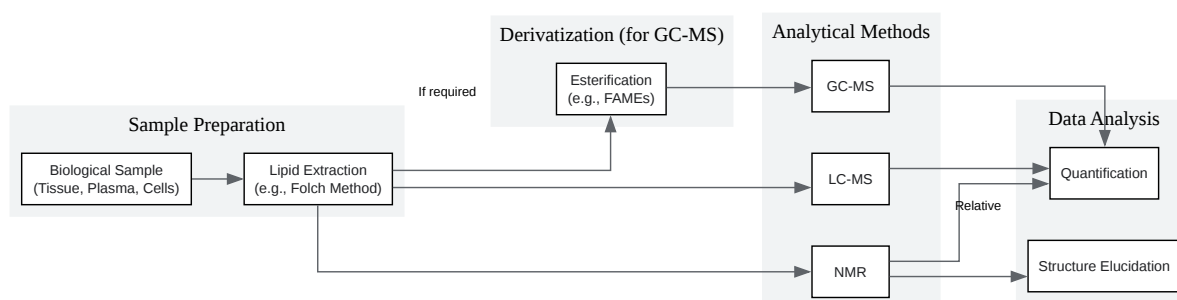 Sample Preparation
Biological Sample
(Tissue, Plasma, Cells)
Lipid Extraction
(e.g., Folch Method)
If required
Derivatization (for GC-MS)
Esterification
(e.g., FAMEs)
Analytical Methods
GC-MS
LC-MS
NMR
Relative
Data Analysis
Quantification
Structure Elucidation